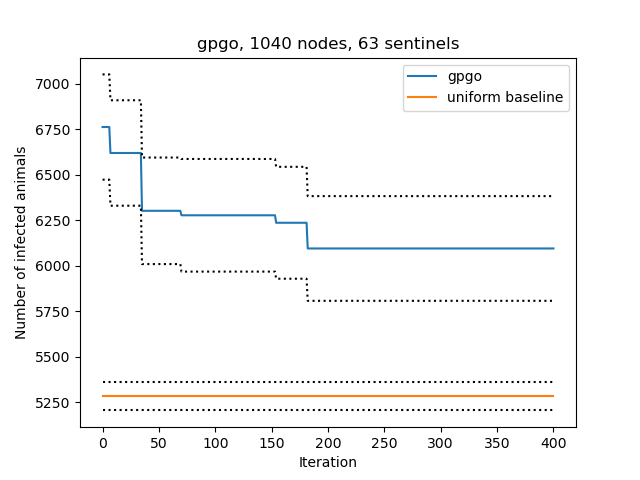 gpgo, 1040 nodes, 63 sentinels
gpgo
uniform baseline
Number of infected animals
7000
6750
6500
6250
6000
5750
5500
5250
0 50 100 150 200 250 300 350 400
Iteration